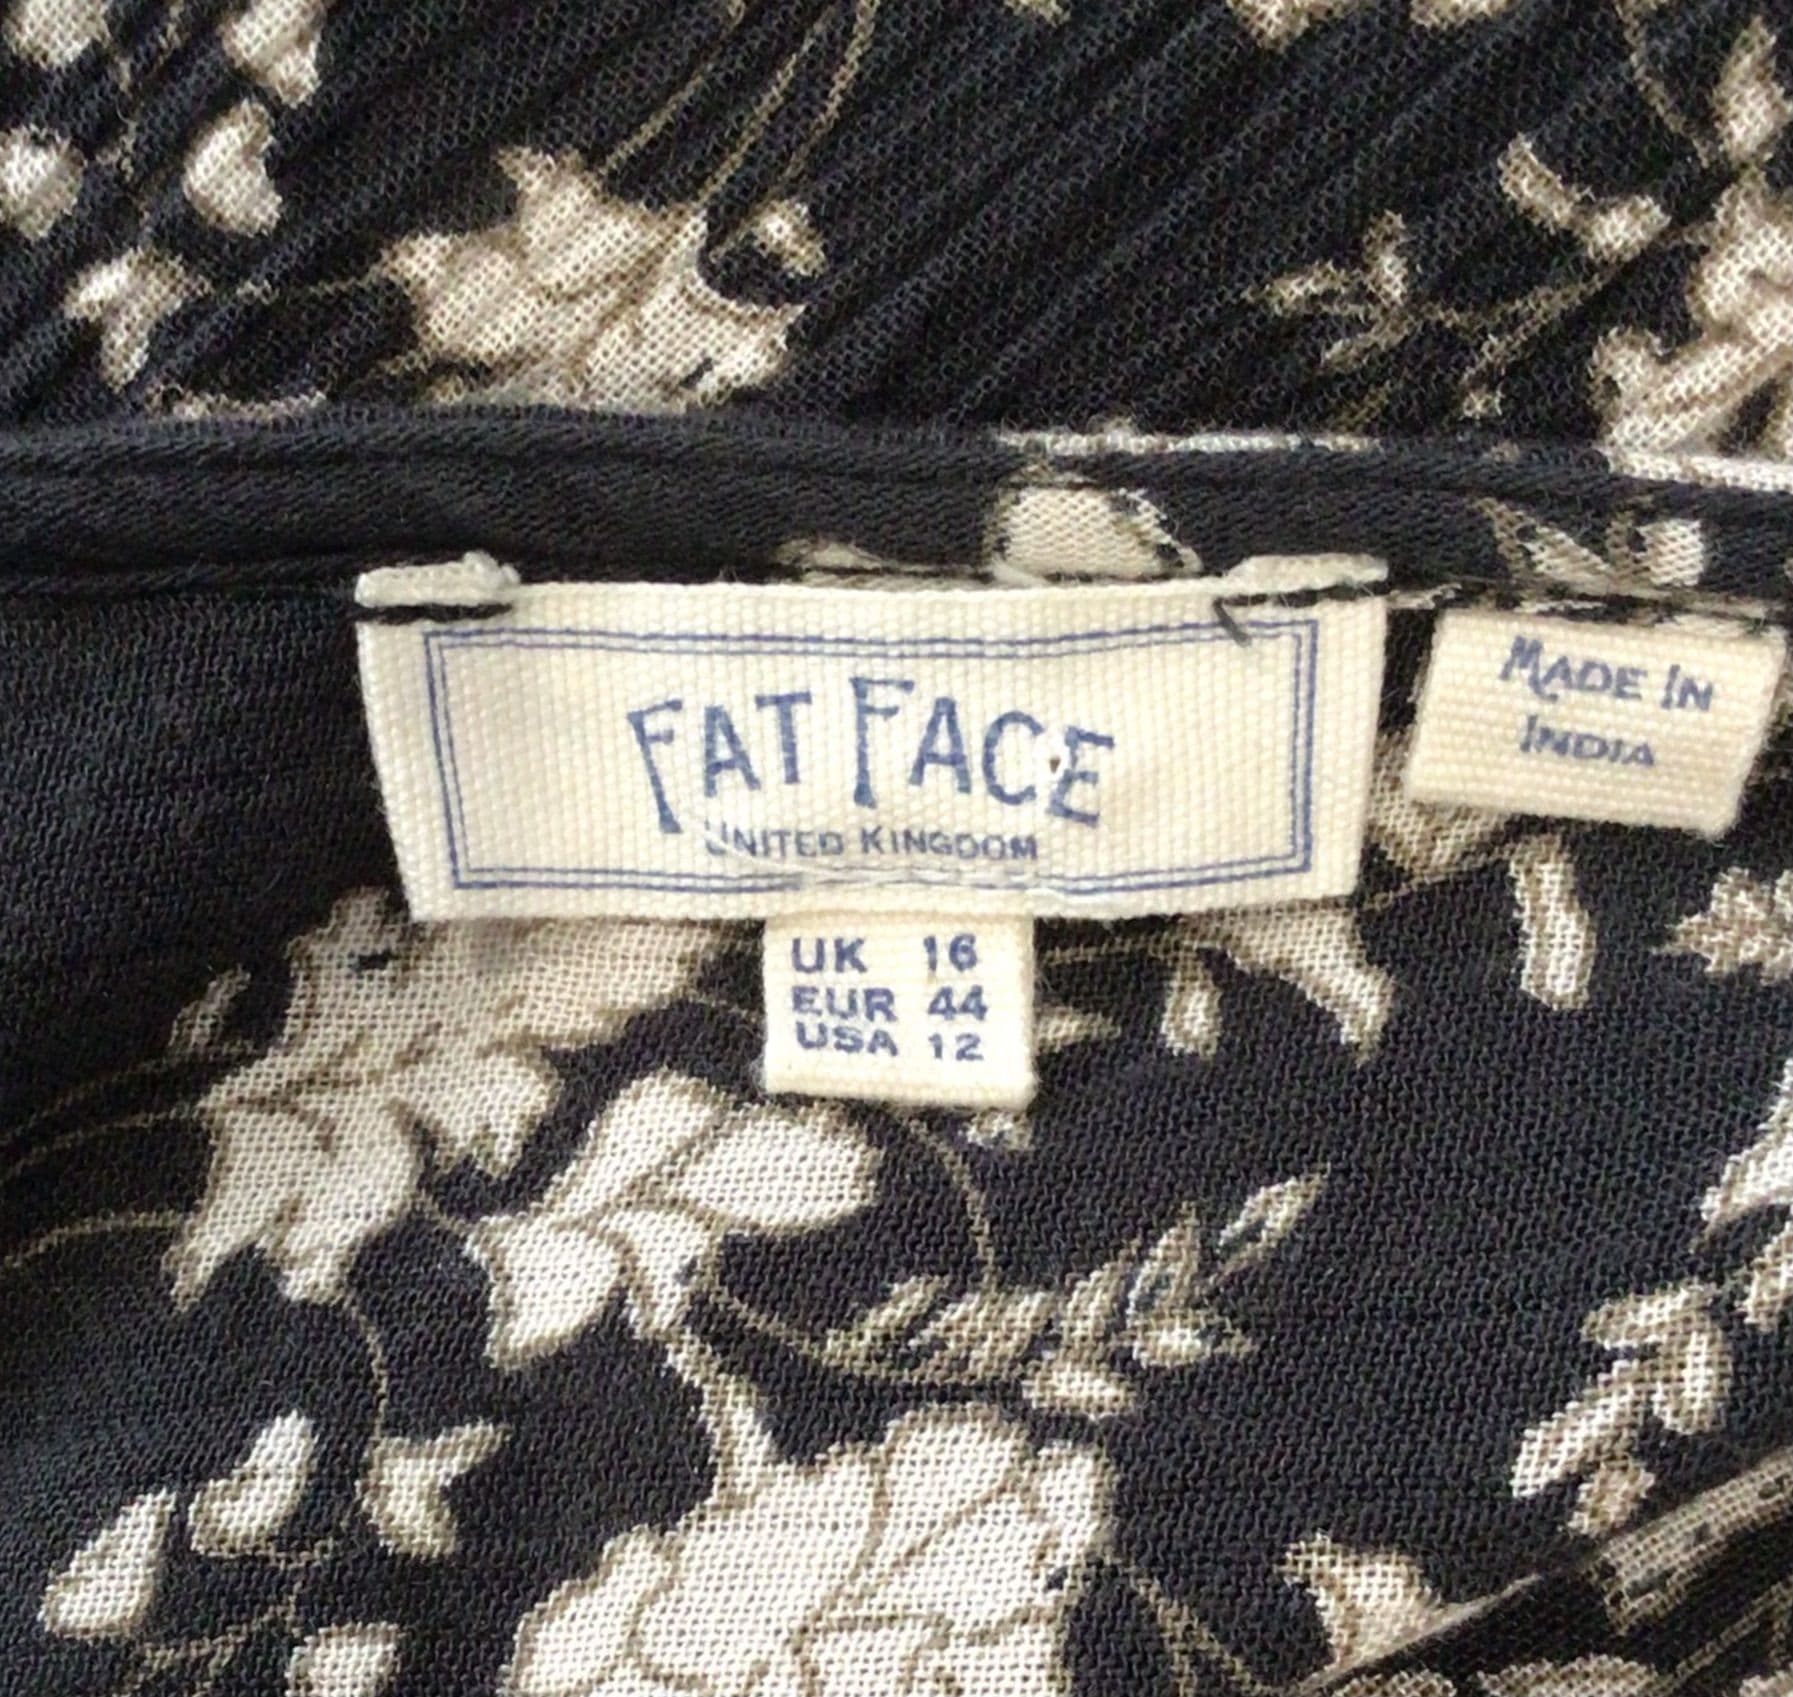 FAT FACE
UNITED KINGDOM
MADE IN
INDIA
UK 16
EUR 44
USA 12